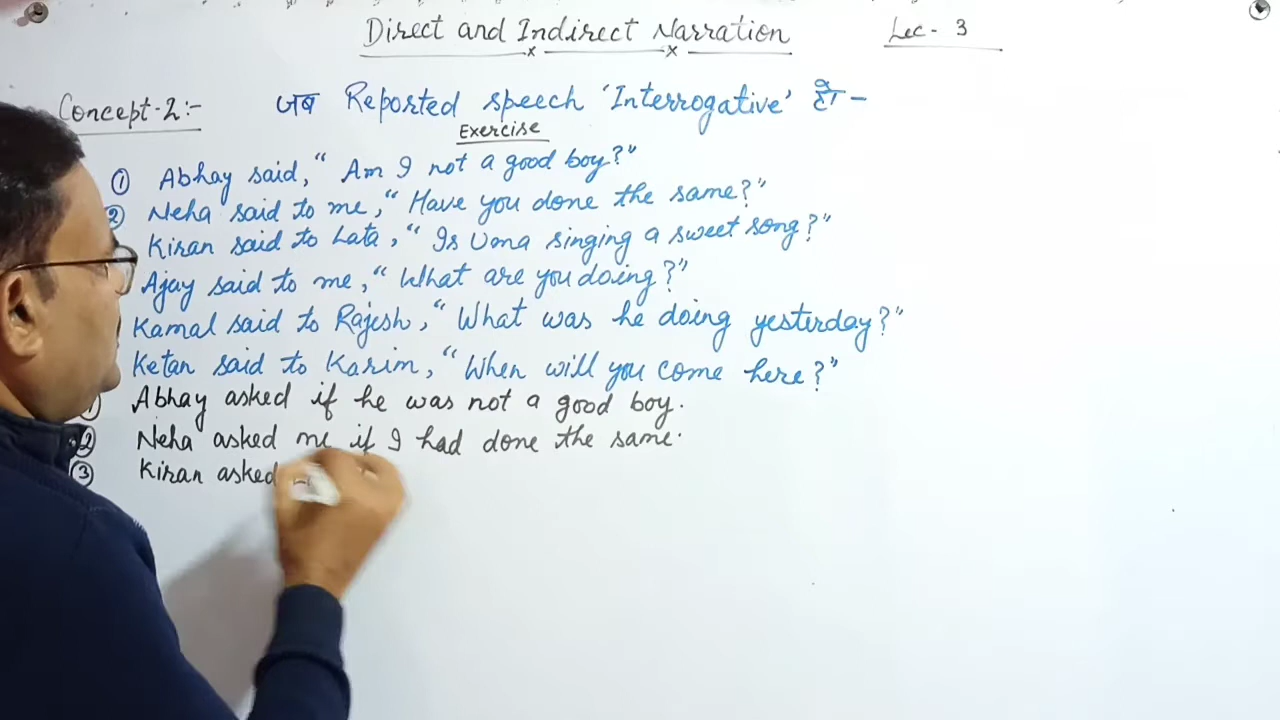 Direct and Indirect Narration
Lec - 3
Concept-2:-
जब Reported speech 'Interrogative' हो -
Exercise
① Abhay said, "Am I not a good boy?"
② Neha said to me, "Have you done the same?"
Kiran said to Lata, "Is Uma singing a sweet song?"
Ajay said to me, "What are you doing?"
Kamal said to Rajesh, "What was he doing yesterday?"
Ketan said to Karim, "When will you come here?"
① Abhay asked if he was not a good boy.
② Neha asked me if I had done the same.
③ Kiran asked